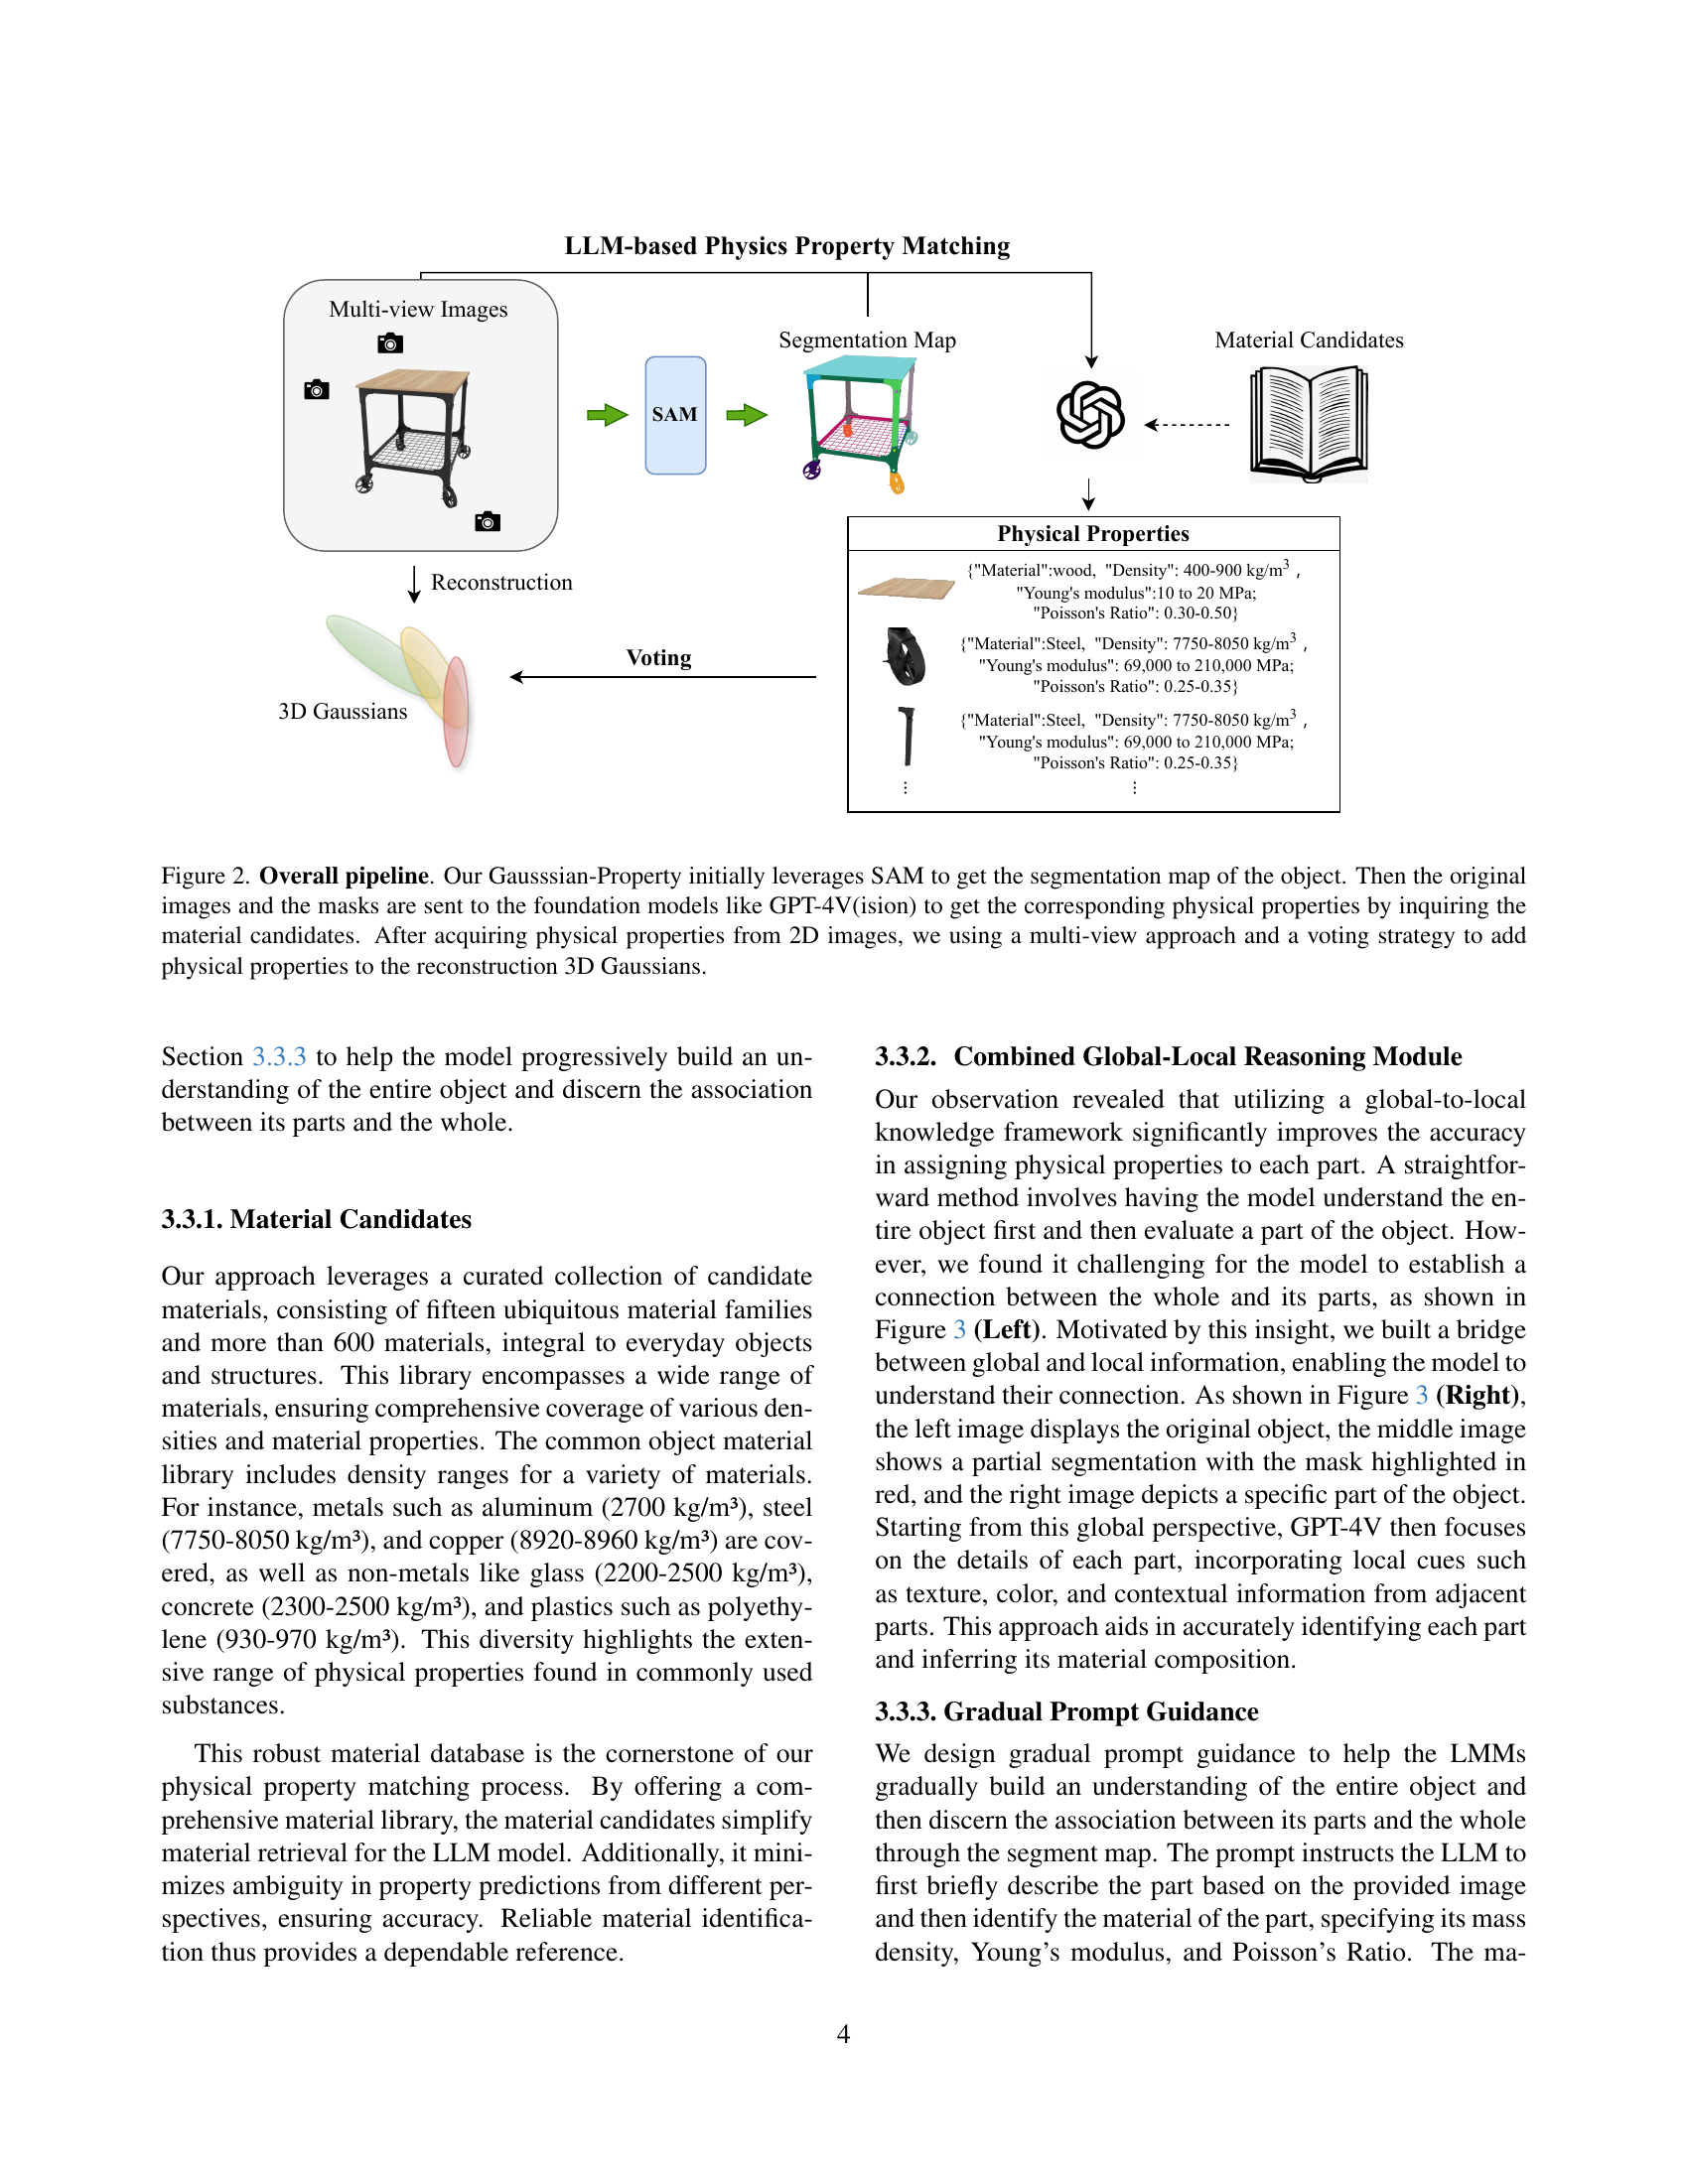 LLM-based Physics Property Matching
Multi-view Images
Segmentation Map
Material Candidates
SAM
Physical Properties
{"Material":wood, "Density": 400-900 kg/m³ ,
"Young's modulus":10 to 20 MPa;
"Poisson's Ratio": 0.30-0.50}
{"Material":Steel, "Density": 7750-8050 kg/m³ ,
"Young's modulus": 69,000 to 210,000 MPa;
"Poisson's Ratio": 0.25-0.35}
{"Material":Steel, "Density": 7750-8050 kg/m³ ,
"Young's modulus": 69,000 to 210,000 MPa;
"Poisson's Ratio": 0.25-0.35}
⋮ ⋮
Reconstruction
Voting
3D Gaussians
Figure 2. Overall pipeline. Our Gausssian-Property initially leverages SAM to get the segmentation map of the object. Then the original
images and the masks are sent to the foundation models like GPT-4V(ision) to get the corresponding physical properties by inquiring the
material candidates. After acquiring physical properties from 2D images, we using a multi-view approach and a voting strategy to add
physical properties to the reconstruction 3D Gaussians.
Section 3.3.3 to help the model progressively build an un-
derstanding of the entire object and discern the association
between its parts and the whole.
3.3.1. Material Candidates
Our approach leverages a curated collection of candidate
materials, consisting of fifteen ubiquitous material families
and more than 600 materials, integral to everyday objects
and structures. This library encompasses a wide range of
materials, ensuring comprehensive coverage of various den-
sities and material properties. The common object material
library includes density ranges for a variety of materials.
For instance, metals such as aluminum (2700 kg/m³), steel
(7750-8050 kg/m³), and copper (8920-8960 kg/m³) are cov-
ered, as well as non-metals like glass (2200-2500 kg/m³),
concrete (2300-2500 kg/m³), and plastics such as polyethy-
lene (930-970 kg/m³). This diversity highlights the exten-
sive range of physical properties found in commonly used
substances.
This robust material database is the cornerstone of our
physical property matching process. By offering a com-
prehensive material library, the material candidates simplify
material retrieval for the LLM model. Additionally, it mini-
mizes ambiguity in property predictions from different per-
spectives, ensuring accuracy. Reliable material identifica-
tion thus provides a dependable reference.
3.3.2. Combined Global-Local Reasoning Module
Our observation revealed that utilizing a global-to-local
knowledge framework significantly improves the accuracy
in assigning physical properties to each part. A straightfor-
ward method involves having the model understand the en-
tire object first and then evaluate a part of the object. How-
ever, we found it challenging for the model to establish a
connection between the whole and its parts, as shown in
Figure 3 (Left). Motivated by this insight, we built a bridge
between global and local information, enabling the model to
understand their connection. As shown in Figure 3 (Right),
the left image displays the original object, the middle image
shows a partial segmentation with the mask highlighted in
red, and the right image depicts a specific part of the object.
Starting from this global perspective, GPT-4V then focuses
on the details of each part, incorporating local cues such
as texture, color, and contextual information from adjacent
parts. This approach aids in accurately identifying each part
and inferring its material composition.
3.3.3. Gradual Prompt Guidance
We design gradual prompt guidance to help the LMMs
gradually build an understanding of the entire object and
then discern the association between its parts and the whole
through the segment map. The prompt instructs the LLM to
first briefly describe the part based on the provided image
and then identify the material of the part, specifying its mass
density, Young's modulus, and Poisson's Ratio. The ma-
4